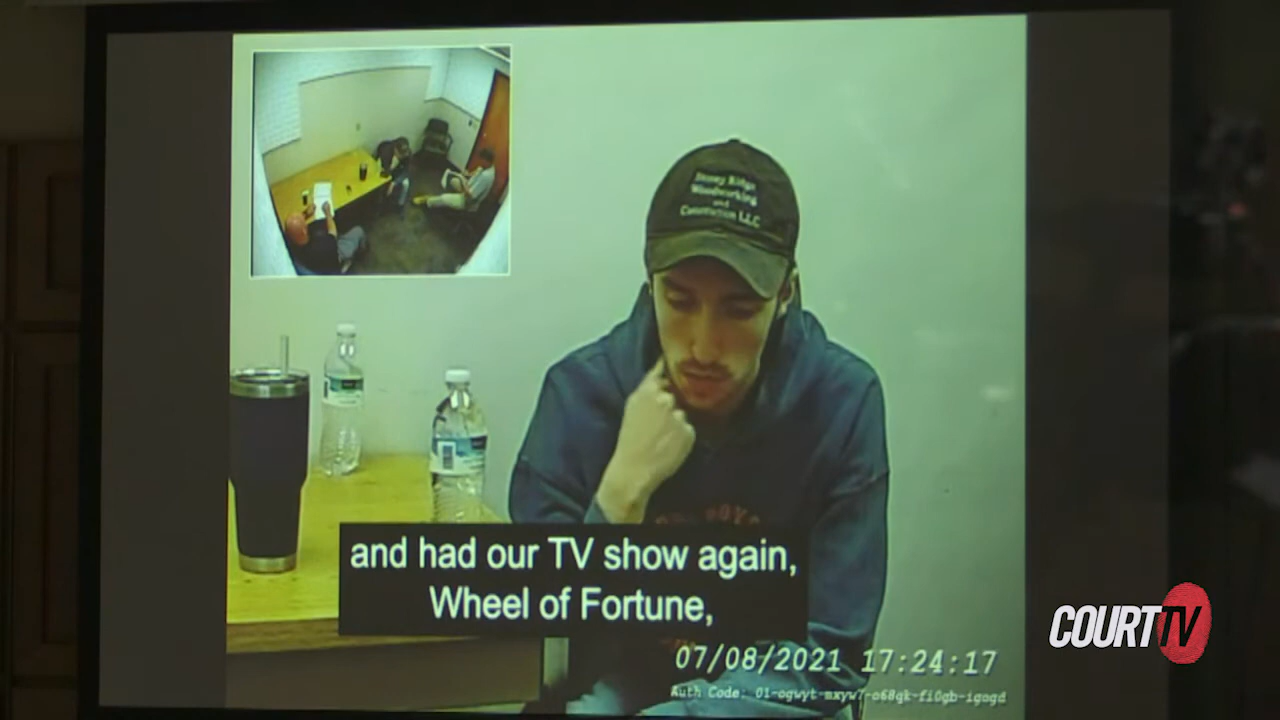 Stoney Ridge
Woodworking
and
Construction LLC
and had our TV show again,
Wheel of Fortune,
COURT TV
07/08/2021 17:24:17